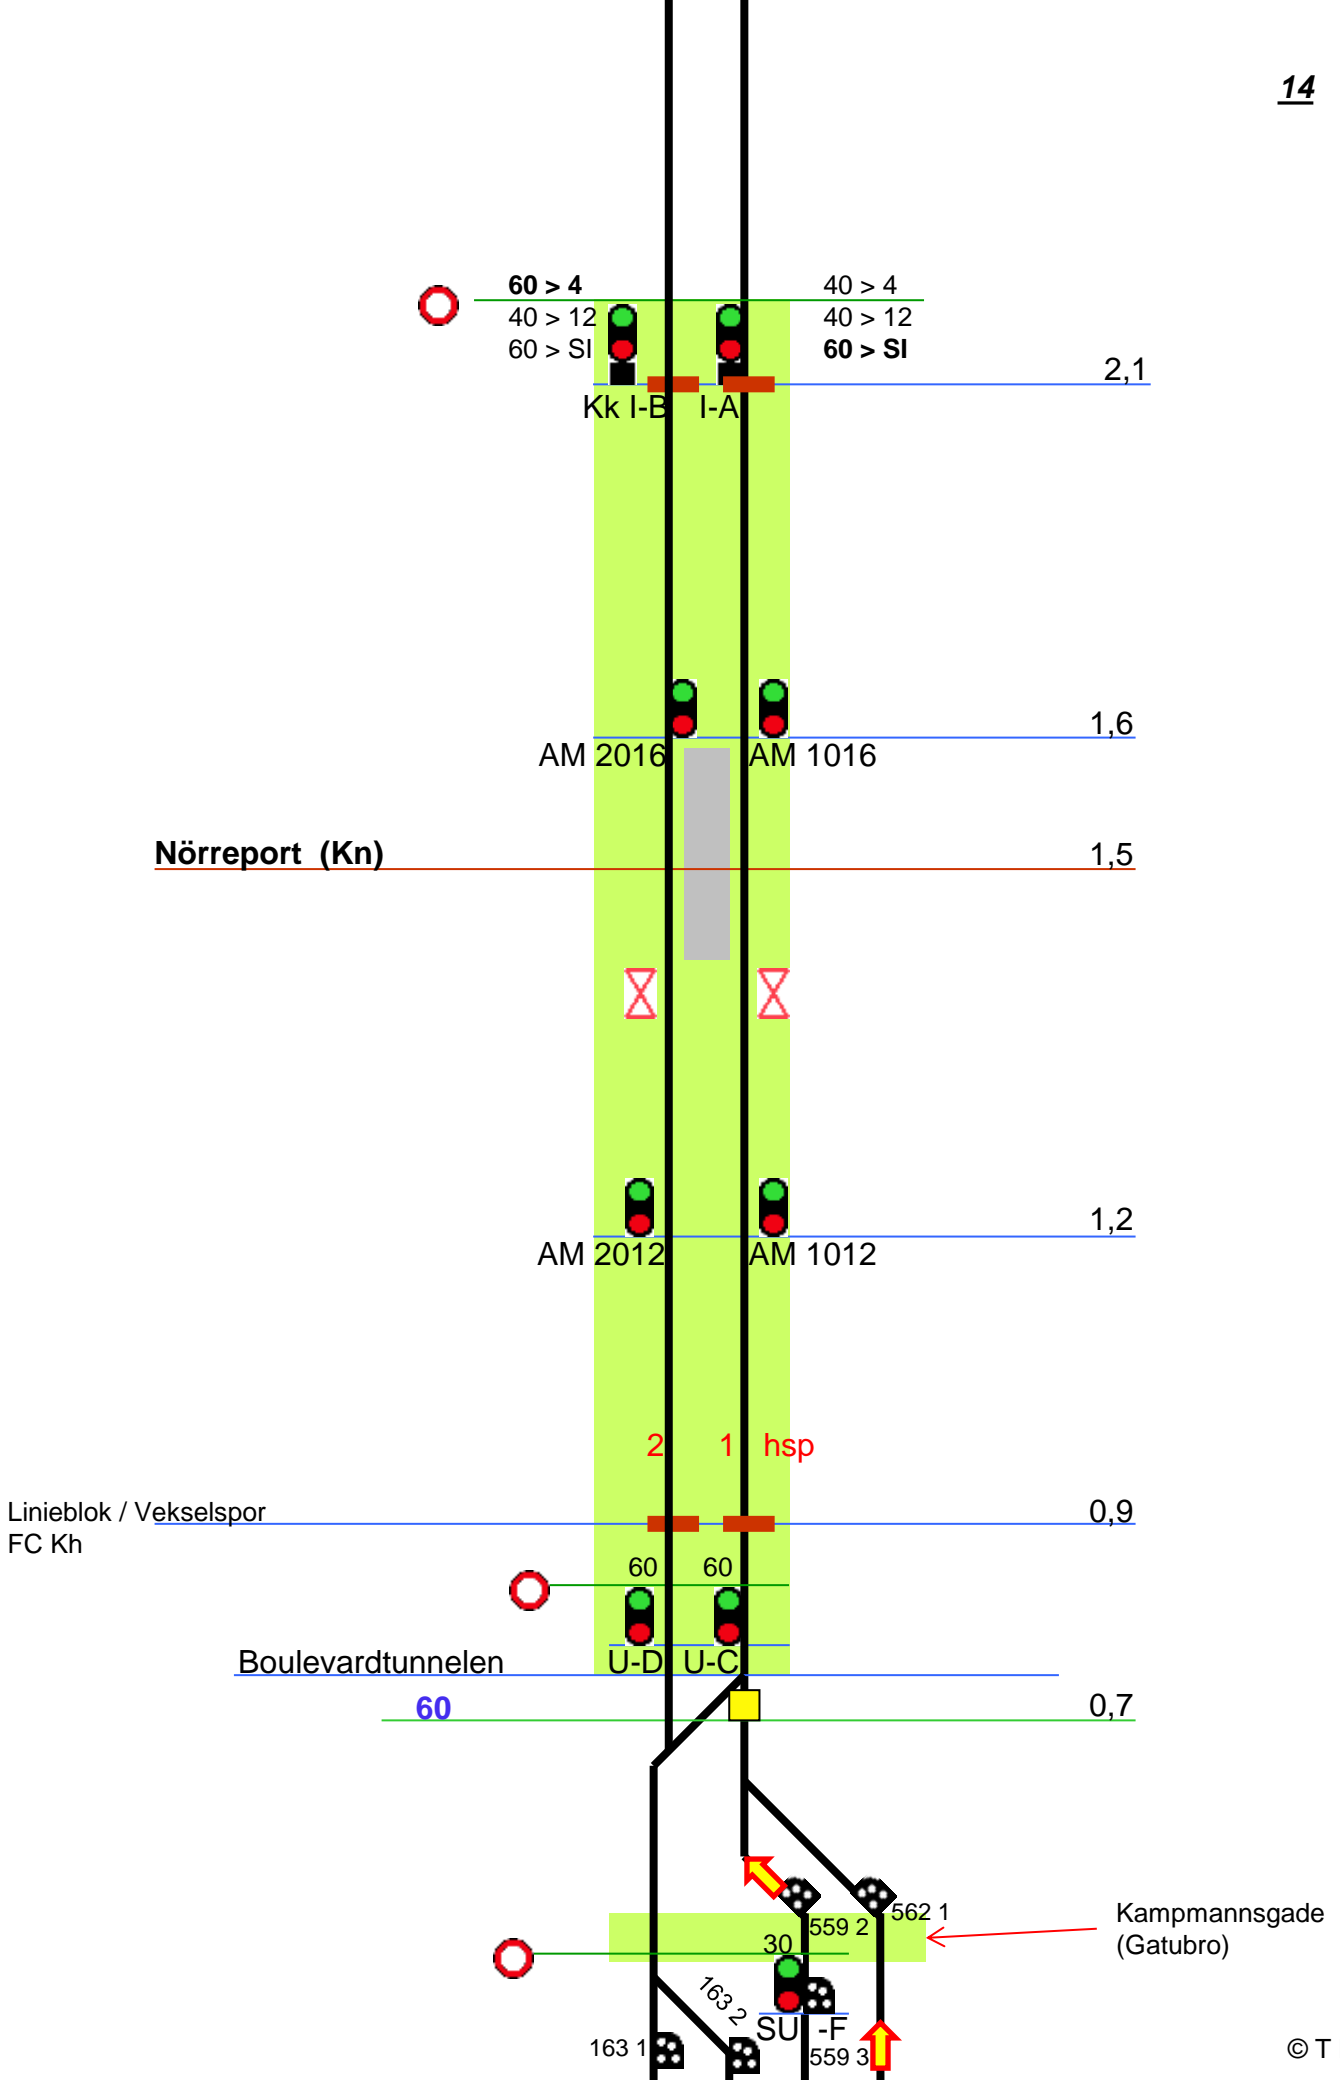 14
60 > 4
40 > 4
40 > 12
40 > 12
60 > SI
60 > SI
2,1
Kk I-B
I-A
1,6
AM 2016
AM 1016
Nörreport (Kn)
1,5
1,2
AM 2012
AM 1012
2
1
hsp
Linieblok / Vekselspor
0,9
FC Kh
60
60
Boulevardtunnelen
U-D
U-C
60
0,7
562 1
Kampmannsgade
559 2
(Gatubro)
30
163 2
SU -F
163 1
559 3
© T